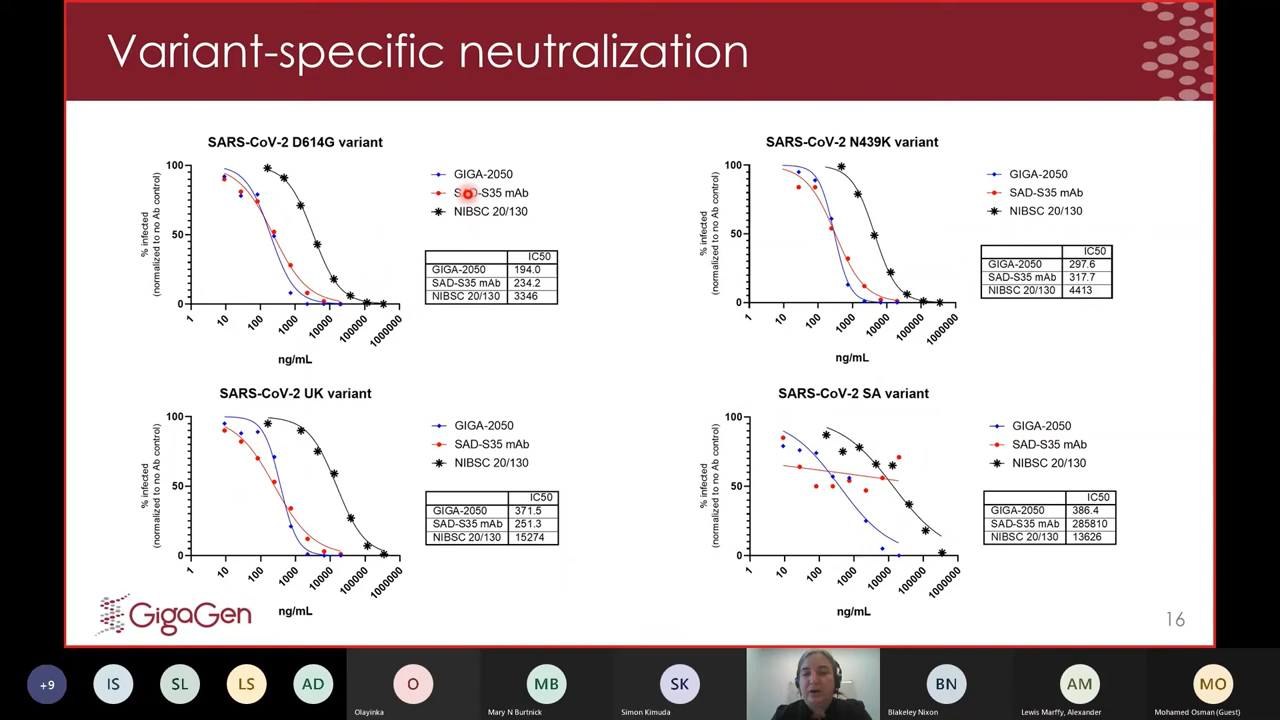 Variant-specific neutralization
SARS-CoV-2 D614G variant
% infected
(normalized to no Ab control)
100
50
0
1
10
100
1000
10000
100000
1000000
ng/mL
GIGA-2050
SAD-S35 mAb
NIBSC 20/130
IC50
GIGA-2050 194.0
SAD-S35 mAb 234.2
NIBSC 20/130 3346
SARS-CoV-2 N439K variant
% infected
(normalized to no Ab control)
100
50
0
1
10
100
1000
10000
100000
1000000
ng/mL
GIGA-2050
SAD-S35 mAb
NIBSC 20/130
IC50
GIGA-2050 297.6
SAD-S35 mAb 317.7
NIBSC 20/130 4413
SARS-CoV-2 UK variant
% infected
(normalized to no Ab control)
100
50
0
1
10
100
1000
10000
100000
1000000
ng/mL
GIGA-2050
SAD-S35 mAb
NIBSC 20/130
IC50
GIGA-2050 371.5
SAD-S35 mAb 251.3
NIBSC 20/130 15274
SARS-CoV-2 SA variant
% infected
(normalized to no Ab control)
100
50
0
1
10
100
1000
10000
100000
1000000
ng/mL
GIGA-2050
SAD-S35 mAb
NIBSC 20/130
IC50
GIGA-2050 386.4
SAD-S35 mAb 285810
NIBSC 20/130 13626
GigaGen
16
+9
IS
SL
LS
AD
O
Olayinka
MB
Mary N Burtnick
SK
Simon Kimuda
BN
Blakeley Nixon
AM
Lewis Marffy, Alexander
MO
Mohamed Osman (Guest)